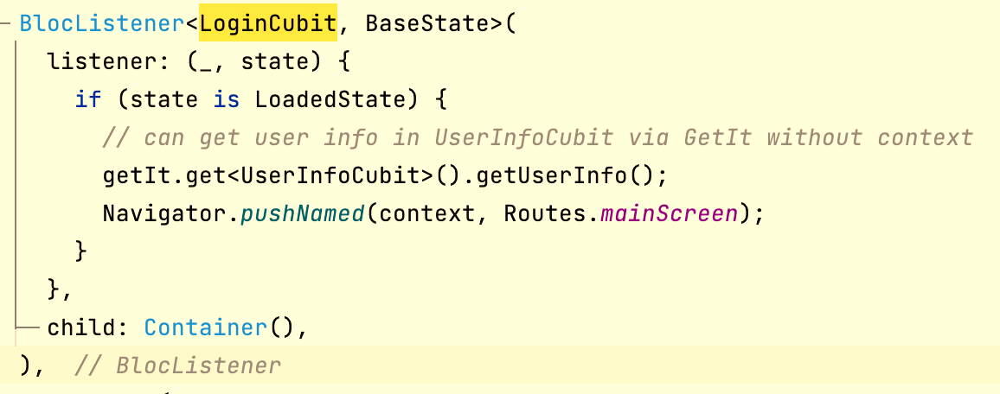 BlocListener<LoginCubit, BaseState>(
listener: (_, state) {
if (state is LoadedState) {
// can get user info in UserInfoCubit via GetIt without context
getIt.get<UserInfoCubit>().getUserInfo();
Navigator.pushNamed(context, Routes.mainScreen);
}
},
child: Container(),
), // BlocListener